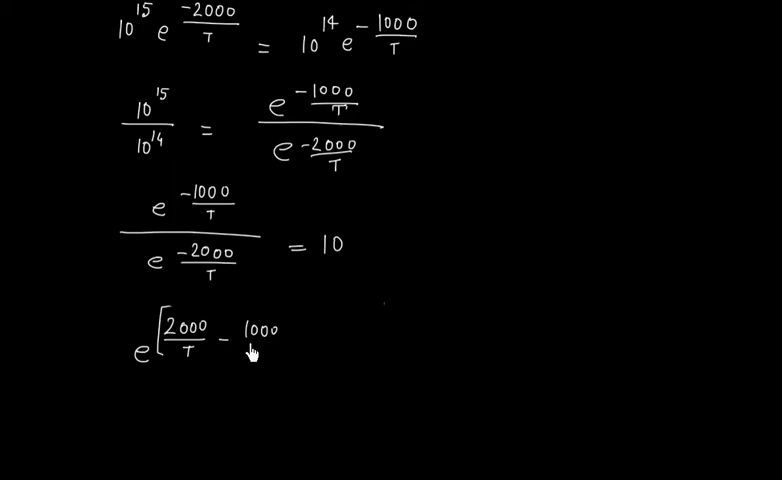 10^15 e^(-2000/T) = 10^14 e^(-1000/T)
10^15/10^14 = e^(-1000/T)/e^(-2000/T)
e^(-1000/T)/e^(-2000/T) = 10
e^[2000/T - 1000